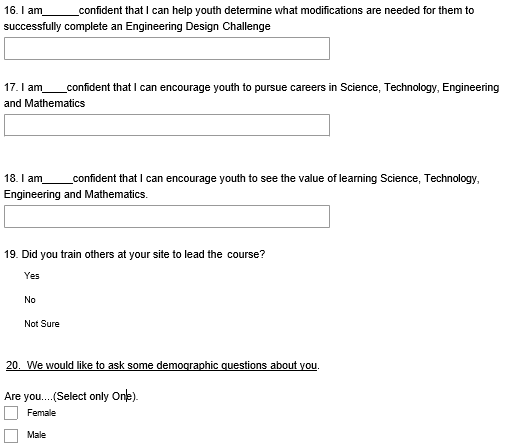 16. I am______confident that I can help youth determine what modifications are needed for them to
successfully complete an Engineering Design Challenge
17. I am____confident that I can encourage youth to pursue careers in Science, Technology, Engineering
and Mathematics
18. I am_____confident that I can encourage youth to see the value of learning Science, Technology,
Engineering and Mathematics.
19. Did you train others at your site to lead the course?
Yes
No
Not Sure
20. We would like to ask some demographic questions about you.
Are you....(Select only One).
Female
Male